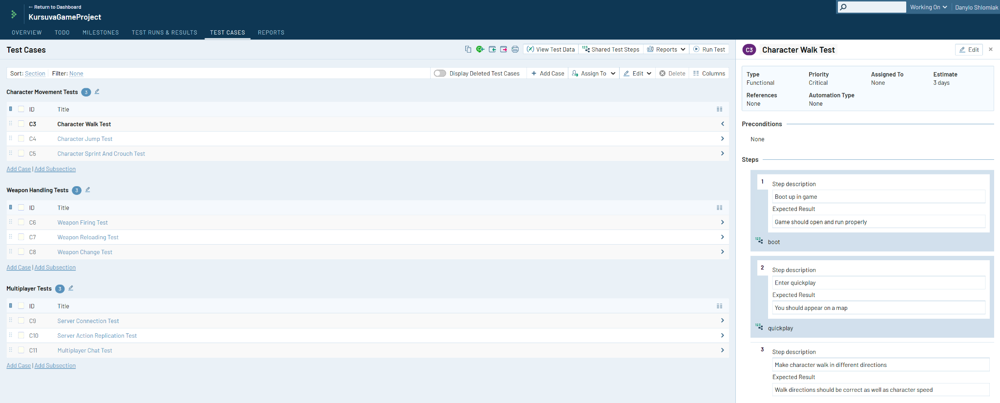 ← Return to Dashboard
KursuvaGameProject
Working On
Danylo Shlomiak
OVERVIEW TODO MILESTONES TEST RUNS & RESULTS TEST CASES REPORTS
Test Cases
View Test Data
Shared Test Steps
Reports
Run Test
Sort: Section Filter: None
Display Deleted Test Cases
+ Add Case
Assign To
Edit
Delete
Columns
Character Movement Tests 3
ID Title
C3 Character Walk Test
C4 Character Jump Test
C5 Character Sprint And Crouch Test
Add Case | Add Subsection
Weapon Handling Tests 3
ID Title
C6 Weapon Firing Test
C7 Weapon Reloading Test
C8 Weapon Change Test
Add Case | Add Subsection
Multiplayer Tests 3
ID Title
C9 Server Connection Test
C10 Server Action Replication Test
C11 Multiplayer Chat Test
Add Case | Add Subsection
C3 Character Walk Test
Edit
Type Priority Assigned To Estimate
Functional Critical None 3 days
References Automation Type
None None
Preconditions
None
Steps
1 Step description
Boot up in game
Expected Result
Game should open and run properly
123 boot
2 Step description
Enter quickplay
Expected Result
You should appear on a map
123 quickplay
3 Step description
Make character walk in different directions
Expected Result
Walk directions should be correct as well as character speed